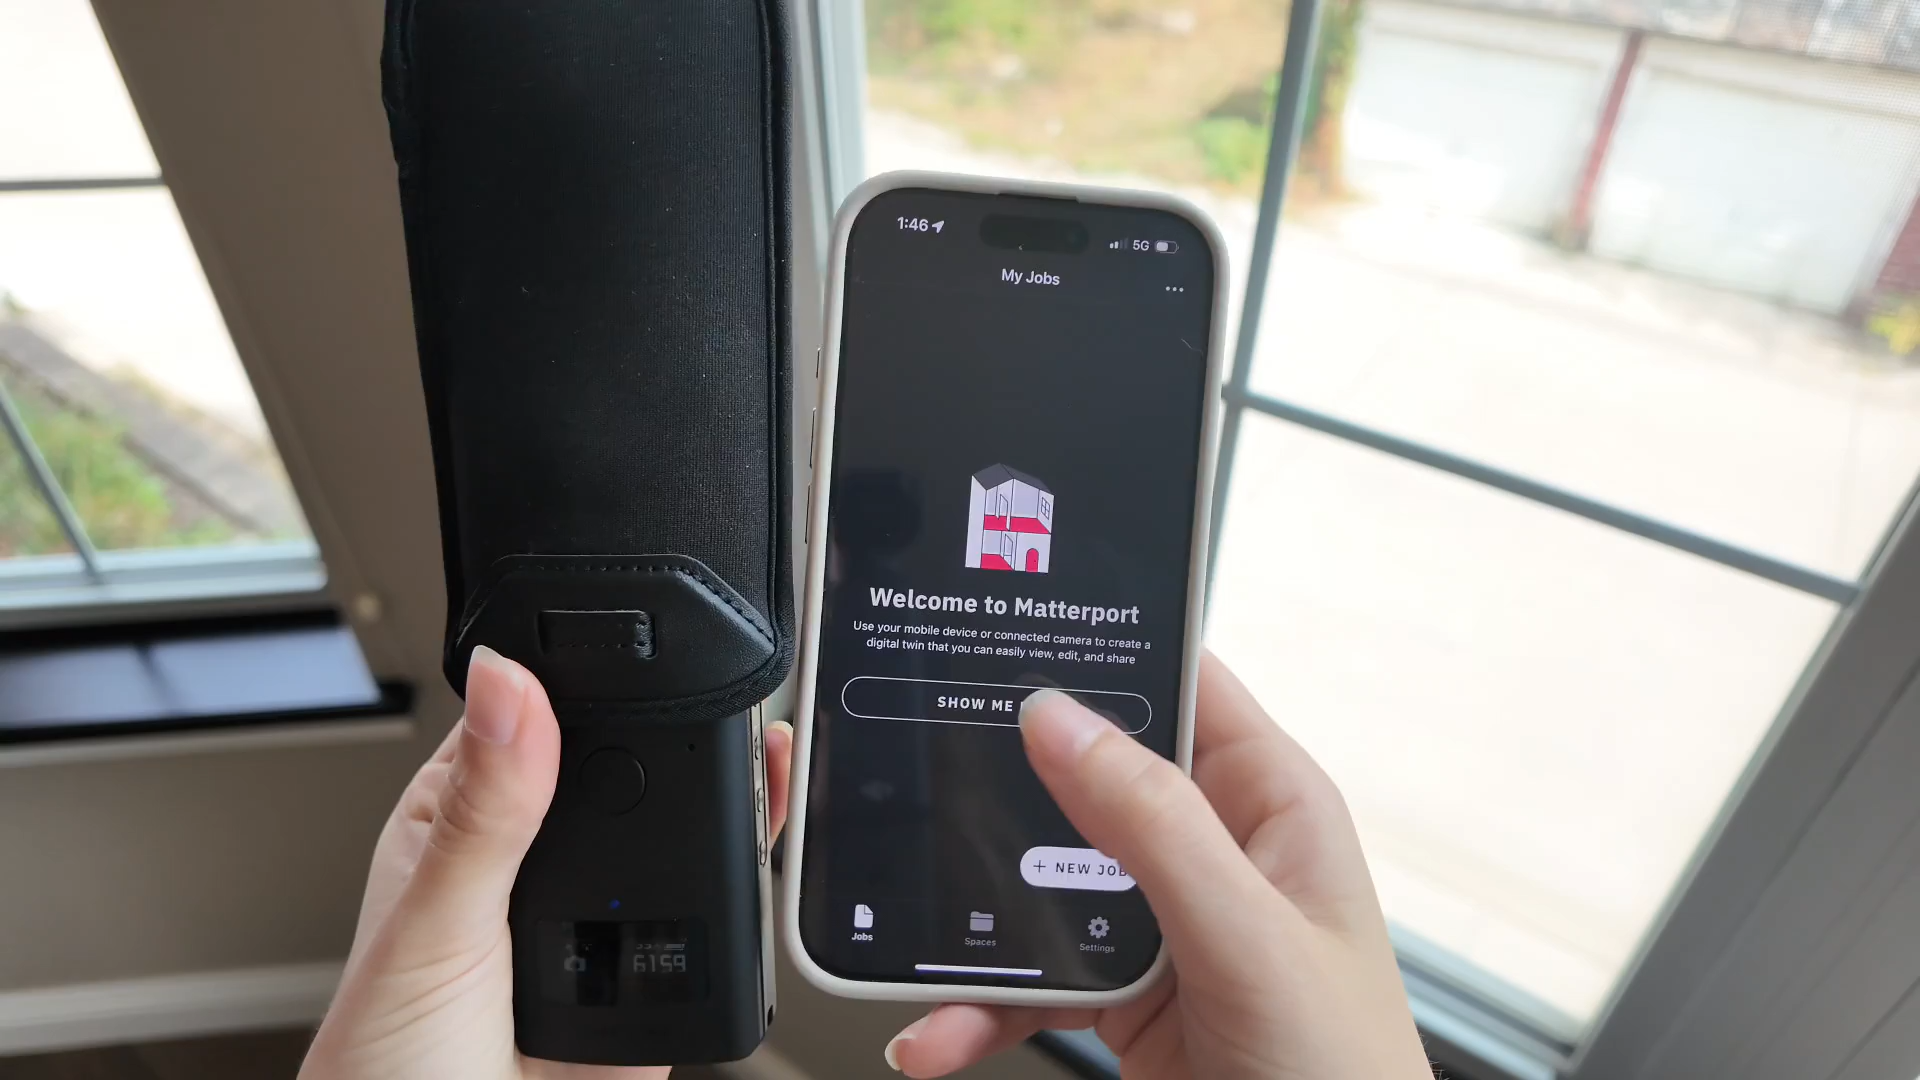 1:46
5G
My Jobs
Welcome to Matterport
Use your mobile device or connected camera to create a
digital twin that you can easily view, edit, and share
SHOW ME
+ NEW JOB
Jobs
Spaces
Settings
6159